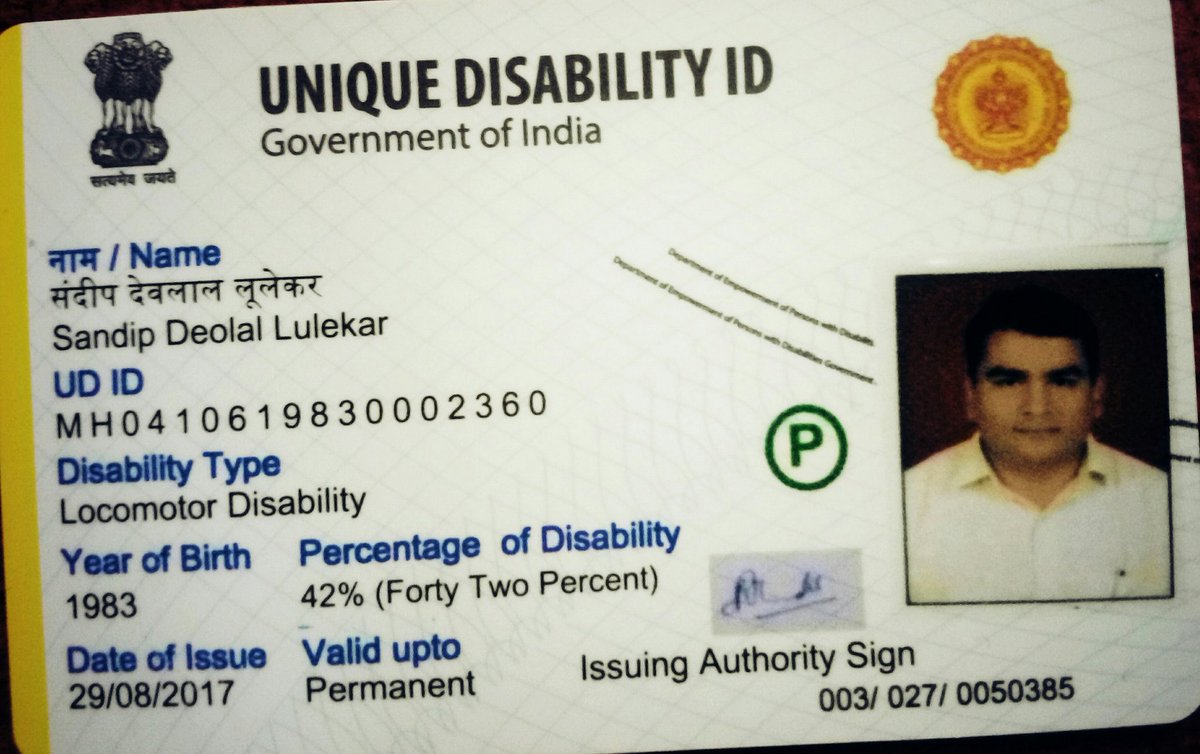 सत्यमेव जयते
UNIQUE DISABILITY ID
Government of India
नाम / Name
संदीप देवलाल लूलेकर
Sandip Deolal Lulekar
UD ID
MH0410619830002360
Disability Type
Locomotor Disability
Year of Birth Percentage of Disability
1983 42% (Forty Two Percent)
Date of Issue Valid upto
29/08/2017 Permanent
Department of Empowerment of Persons with Disabilities
Department of Empowerment of Persons with Disabilities Government
P
Issuing Authority Sign
003/ 027/ 0050385